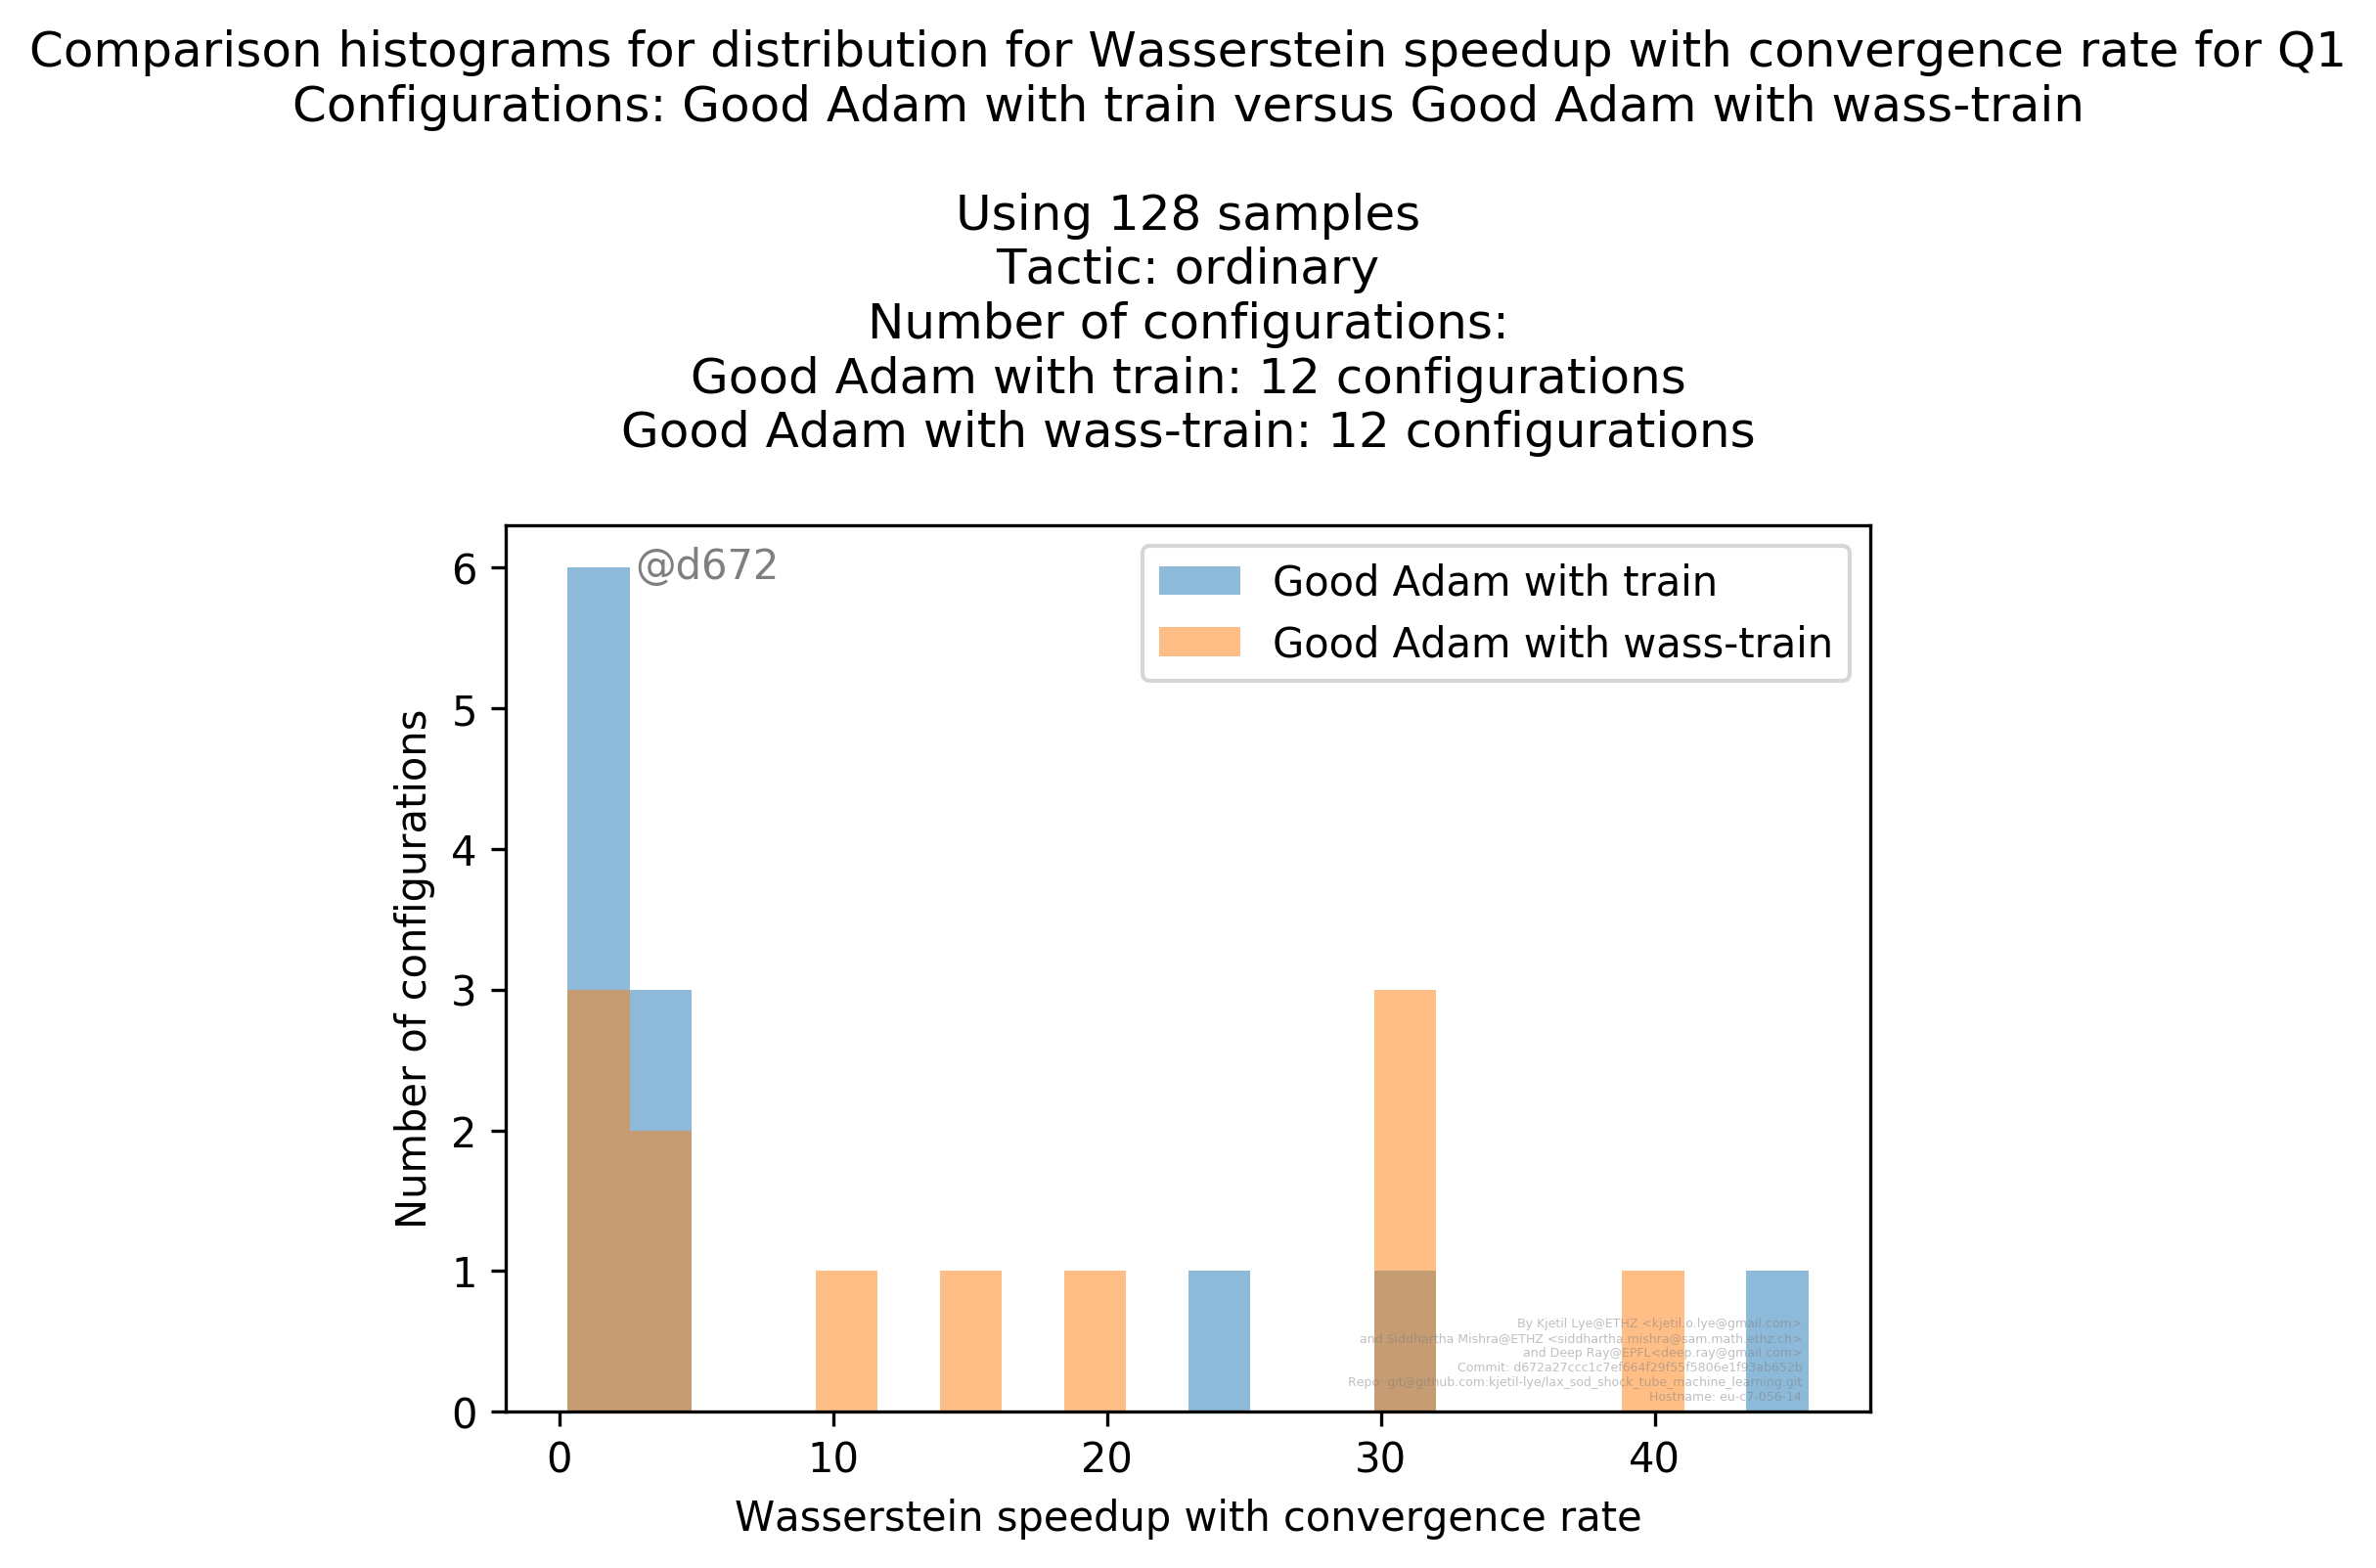 Comparison histograms for distribution for Wasserstein speedup with convergence rate for Q1
Configurations: Good Adam with train versus Good Adam with wass-train
Using 128 samples
Tactic: ordinary
Number of configurations:
Good Adam with train: 12 configurations
Good Adam with wass-train: 12 configurations
@d672
Good Adam with train
Good Adam with wass-train
6
5
4
3
2
1
0
Number of configurations
By Kjetil Lye@ETHZ <kjetil.o.lye@gmail.com>
and Siddhartha Mishra@ETHZ <siddhartha.mishra@sam.math.ethz.ch>
and Deep Ray@EPFL<deep.ray@gmail.com>
Commit: d672a27ccc1c7ef664f29f55f5806e1f93ab652b
Repo: git@github.com:kjetil-lye/lax_sod_shock_tube_machine_learning.git
Hostname: eu-c7-056-14
0 10 20 30 40
Wasserstein speedup with convergence rate